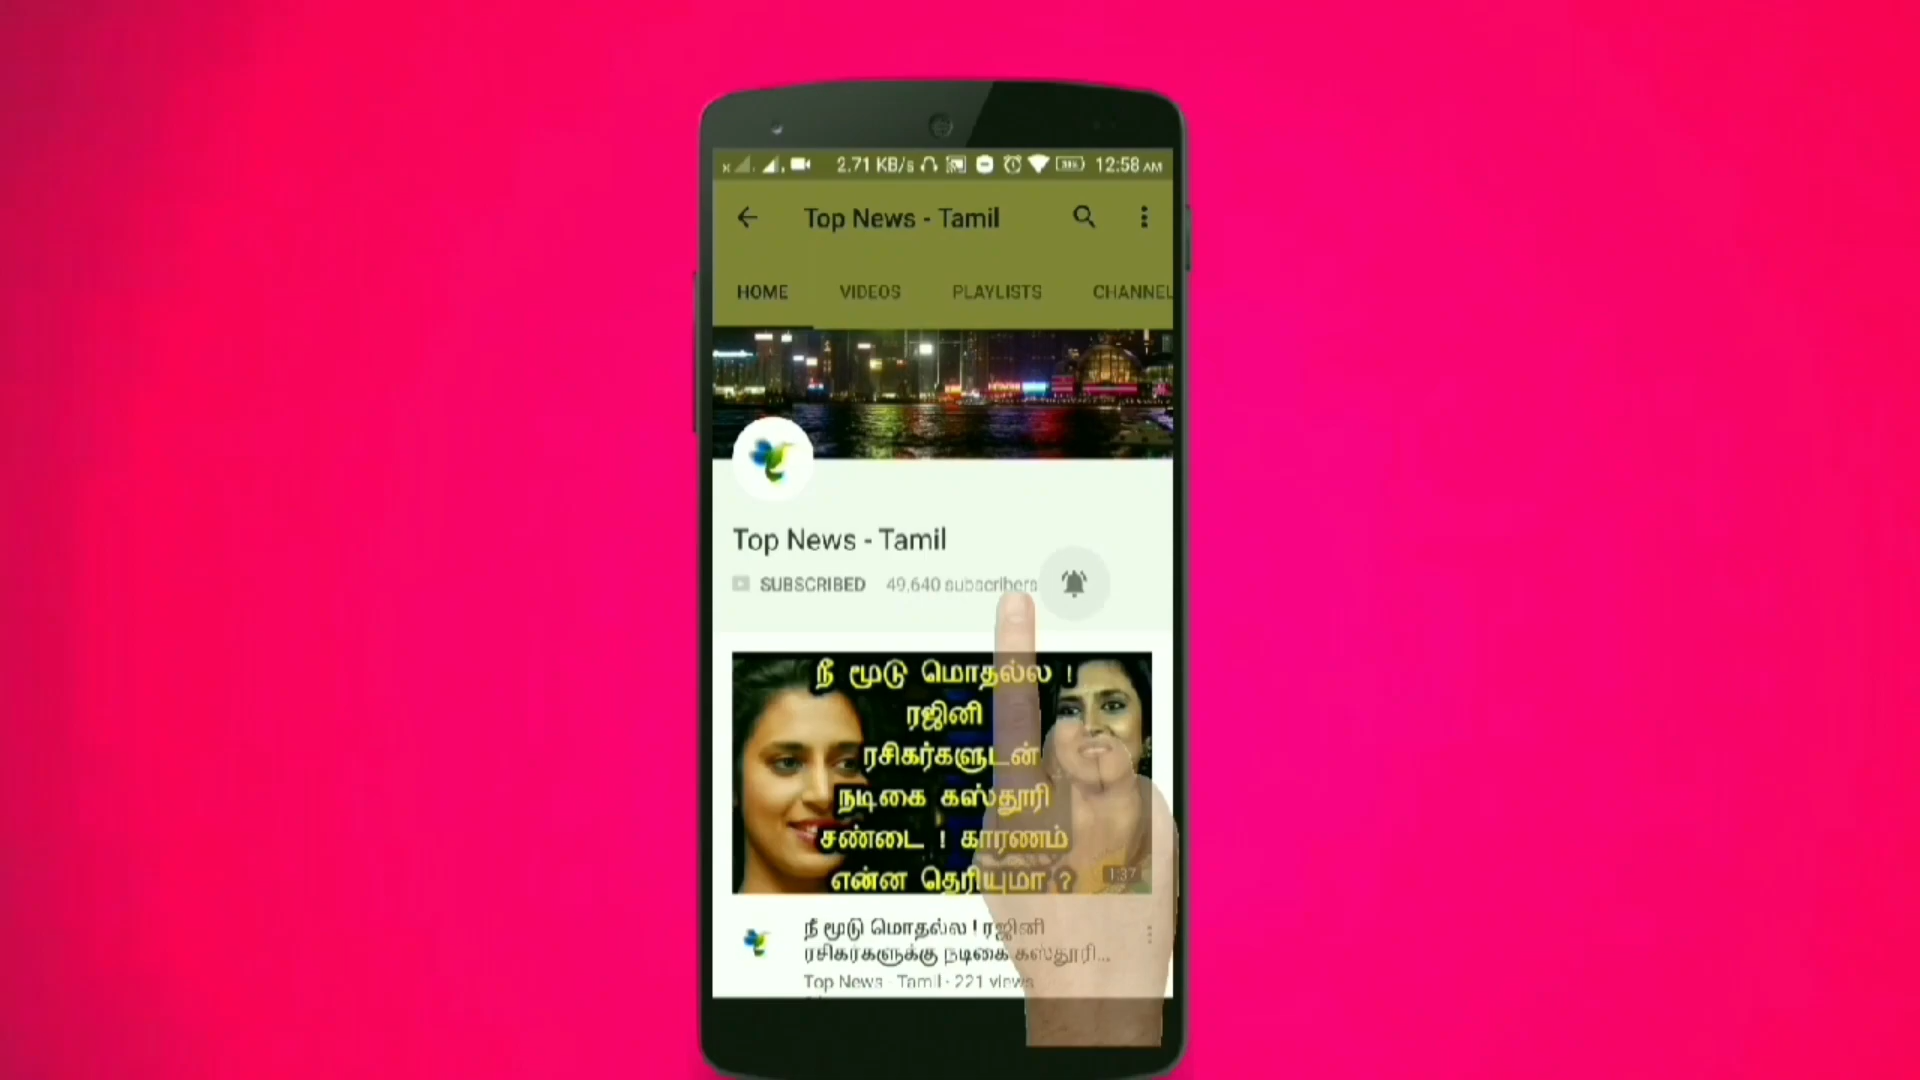 2.71 KB/s 12:58 AM
Top News - Tamil
HOME VIDEOS PLAYLISTS CHANNEL
HITACHI
Top News - Tamil
SUBSCRIBED 49,640 subscribers
நீ மூடு மொதல்ல !
ரஜினி
ரசிகர்களுடன்
நடிகை கஸ்தூரி
சண்டை ! காரணம்
என்ன தெரியுமா ?
1:37
நீ மூடு மொதல்ல ! ரஜினி
ரசிகர்களுக்கு நடிகை கஸ்தூரி...
Top News - Tamil · 221 views